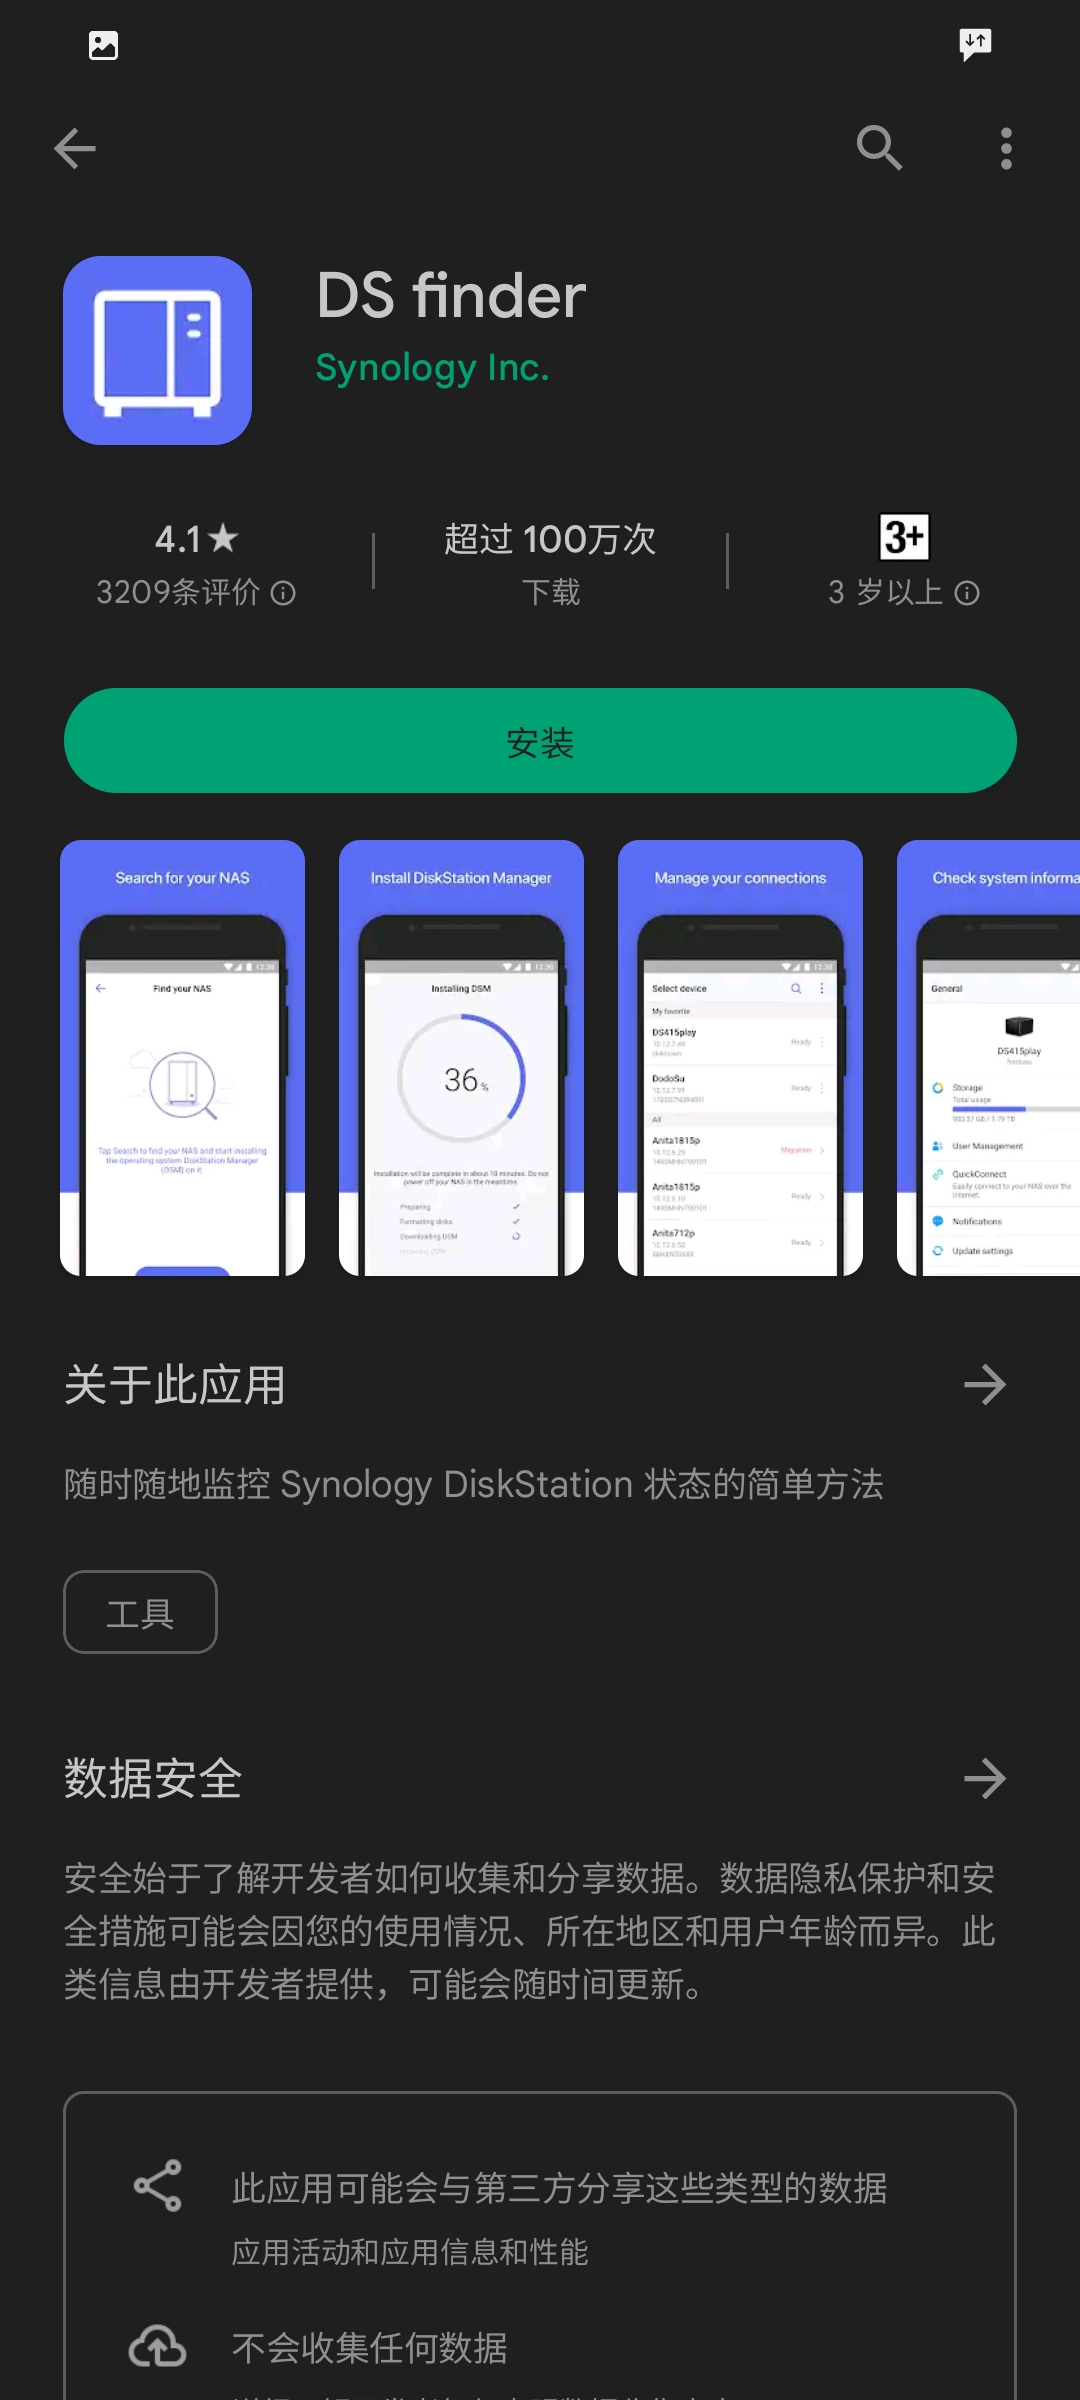 DS finder
Synology Inc.
4.1★
3209条评价
超过 100万次
下载
3+
3 岁以上
安装
Search for your NAS
12:30
Find your NAS
Tap Search to find your NAS and start installing
the operating system DiskStation Manager
(DSM) on it.
Install DiskStation Manager
12:30
Installing DSM
36%
Installation will be complete in about 10 minutes. Do not
power off your NAS in the meantime.
Preparing
Formatting disks
Downloading DSM
Manage your connections
12:30
Select device
My favorite
DS415play
Ready
Unknown
DodoSu
Ready
All
Anita1815p
Migration
Anita1815p
Ready
Anita712p
Ready
Check system informa
General
DS415play
Storage
Total usage
User Management
QuickConnect
Easily connect to your NAS over the
Internet.
Notifications
Update settings
关于此应用
随时随地监控 Synology DiskStation 状态的简单方法
工具
数据安全
安全始于了解开发者如何收集和分享数据。数据隐私保护和安
全措施可能会因您的使用情况、所在地区和用户年龄而异。此
类信息由开发者提供，可能会随时间更新。
此应用可能会与第三方分享这些类型的数据
应用活动和应用信息和性能
不会收集任何数据